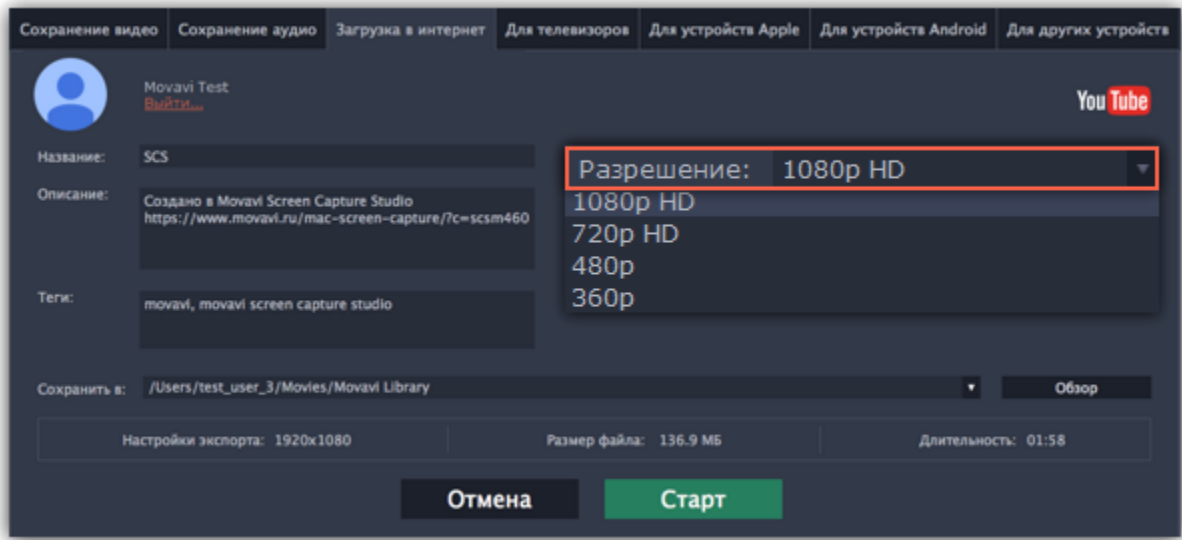 Сохранение видео Сохранение аудио Загрузка в интернет Для телевизоров Для устройств Apple Для устройств Android Для других устройств
Movavi Test
Выйти...
YouTube
Название: SCS
Разрешение: 1080p HD
1080p HD
720p HD
480p
360p
Описание: Создано в Movavi Screen Capture Studio
https://www.movavi.ru/mac-screen-capture/?c=scsm460
Теги: movavi, movavi screen capture studio
Сохранить в: /Users/test_user_3/Movies/Movavi Library Обзор
Настройки экспорта: 1920x1080 Размер файла: 136.9 МБ Длительность: 01:58
Отмена Старт